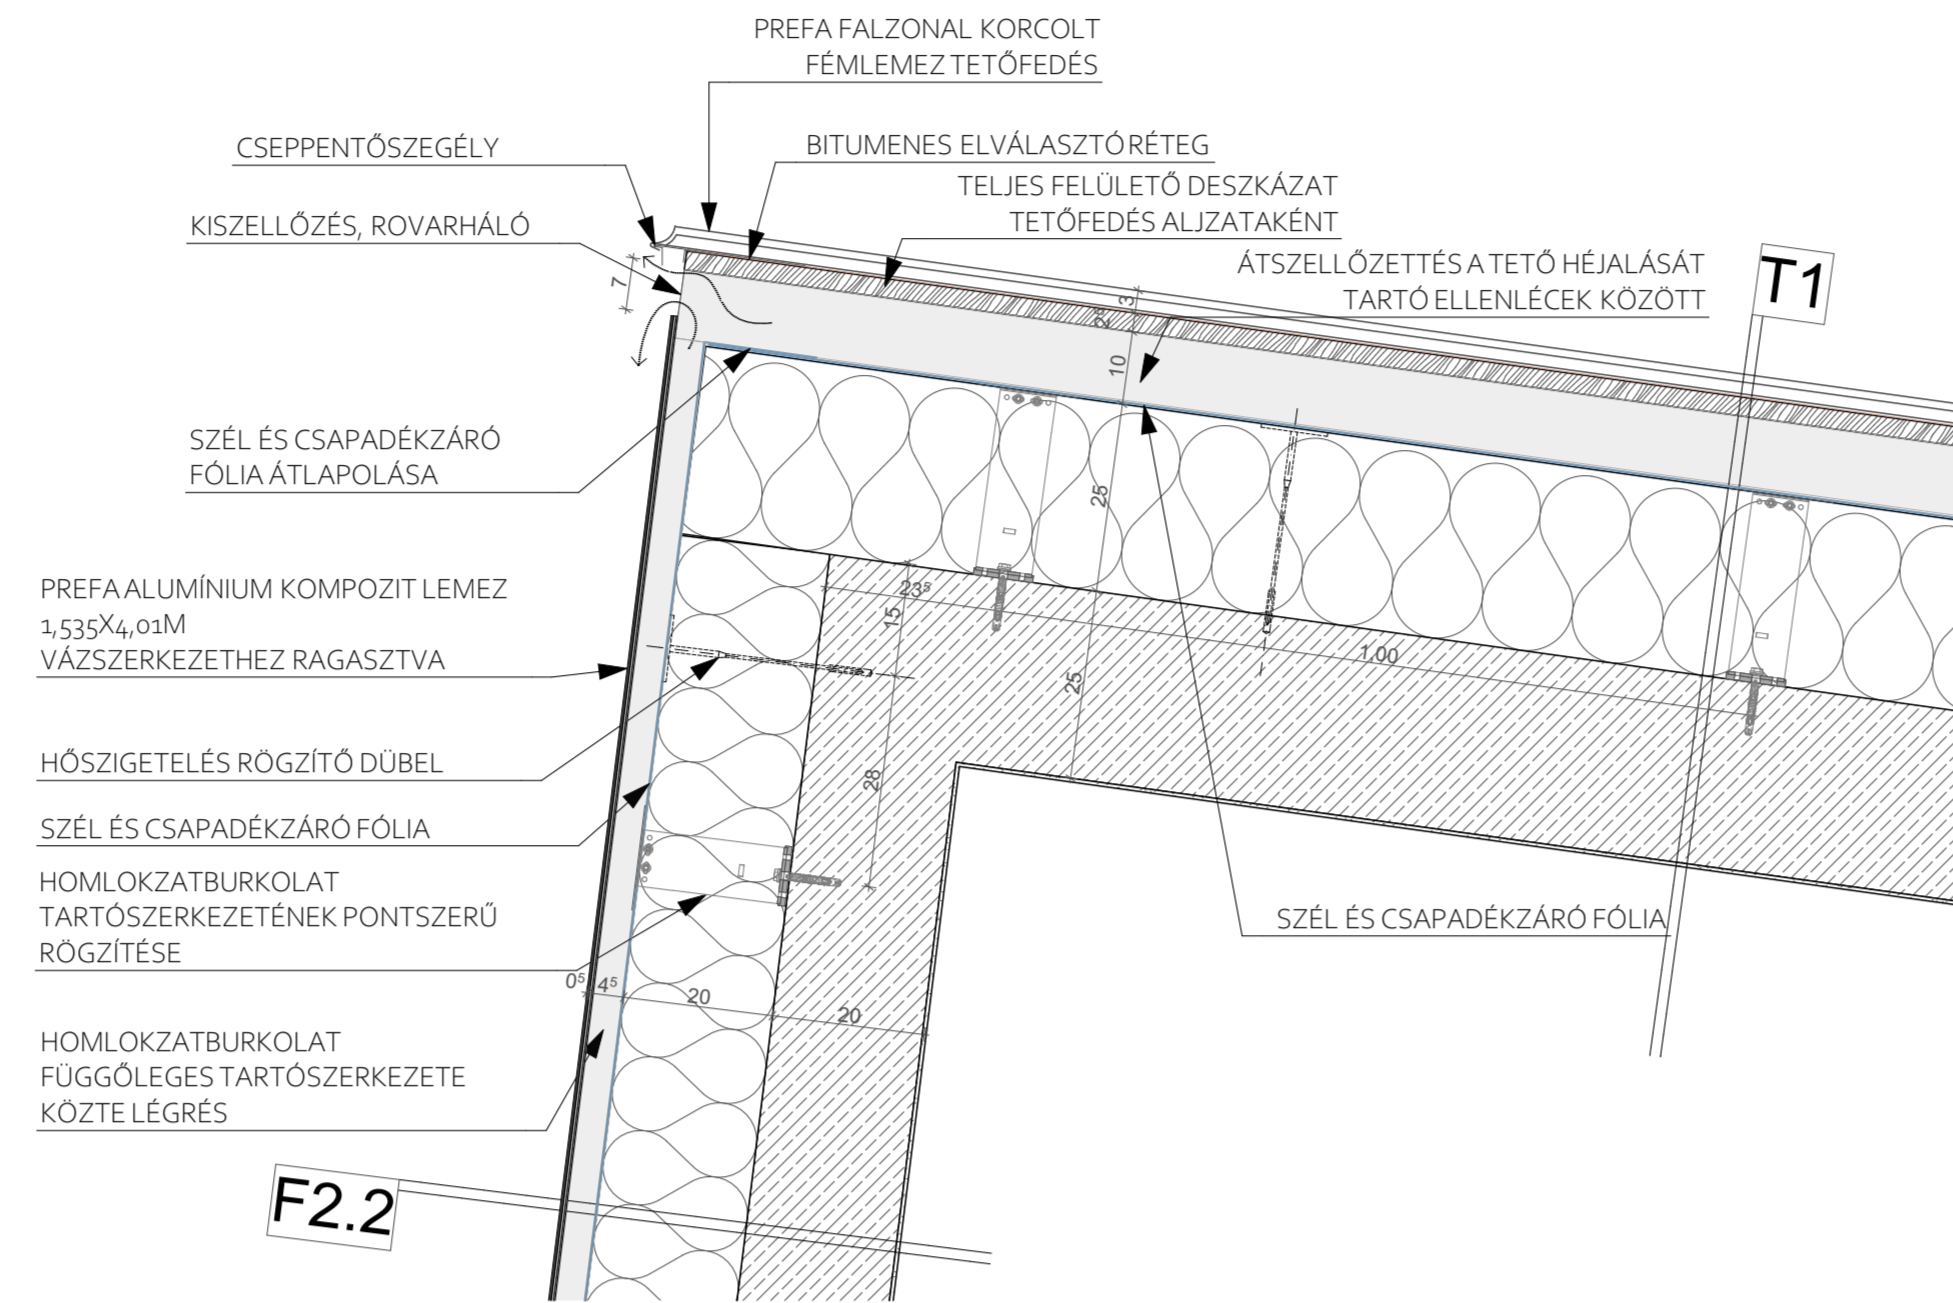 PREFA FALZONAL KORCOLT
FÉMLEMEZ TETŐFEDÉS
CSEPPENTŐSZEGÉLY
BITUMENES ELVÁLASZTÓ RÉTEG
TELJES FELÜLETŐ DESZKÁZAT
TETŐFEDÉS ALJZATAKÉNT
KISZELLŐZÉS, ROVARHÁLÓ
ÁTSZELLŐZETTÉS A TETŐ HÉJALÁSÁT
TARTÓ ELLENLÉCEK KÖZÖTT
T1
7
3
2⁵
10
SZÉL ÉS CSAPADÉKZÁRÓ
FÓLIA ÁTLAPOLÁSA
25
PREFA ALUMÍNIUM KOMPOZIT LEMEZ
1,535X4,01M
VÁZSZERKEZETHEZ RAGASZTVA
23⁵
15
1,00
25
HŐSZIGETELÉS RÖGZÍTŐ DÜBEL
28
SZÉL ÉS CSAPADÉKZÁRÓ FÓLIA
HOMLOKZATBURKOLAT
TARTÓSZERKEZETÉNEK PONTSZERŰ
RÖGZÍTÉSE
SZÉL ÉS CSAPADÉKZÁRÓ FÓLIA
0⁵ 4⁵ 20 20
HOMLOKZATBURKOLAT
FÜGGŐLEGES TARTÓSZERKEZETE
KÖZTE LÉGRÉS
F2.2